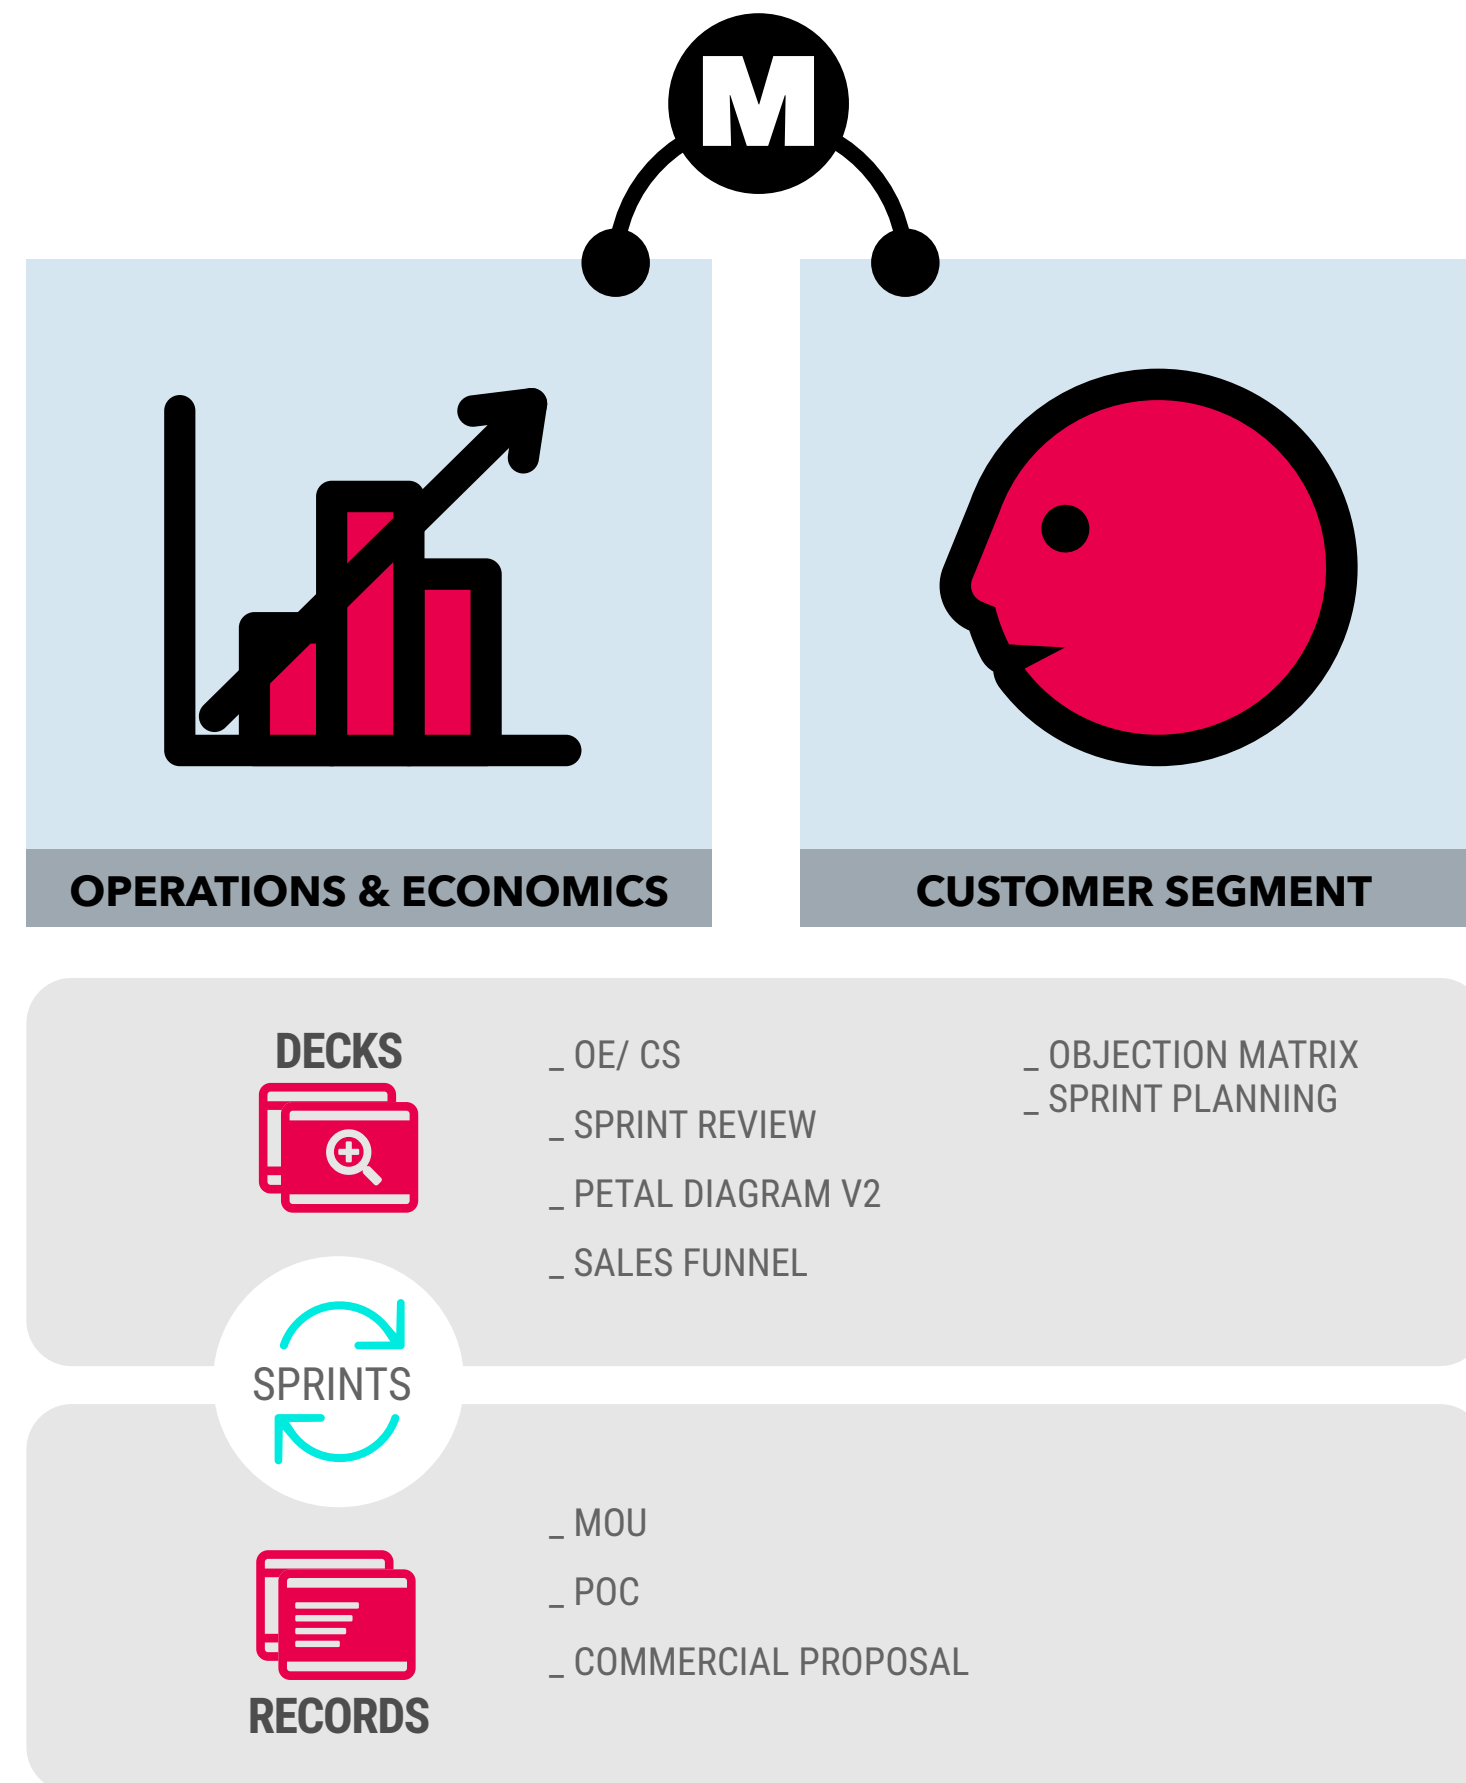 M
OPERATIONS & ECONOMICS
CUSTOMER SEGMENT
DECKS
_ OE/ CS
_ SPRINT REVIEW
_ PETAL DIAGRAM V2
_ SALES FUNNEL
_ OBJECTION MATRIX
_ SPRINT PLANNING
SPRINTS
_ MOU
_ POC
_ COMMERCIAL PROPOSAL
RECORDS